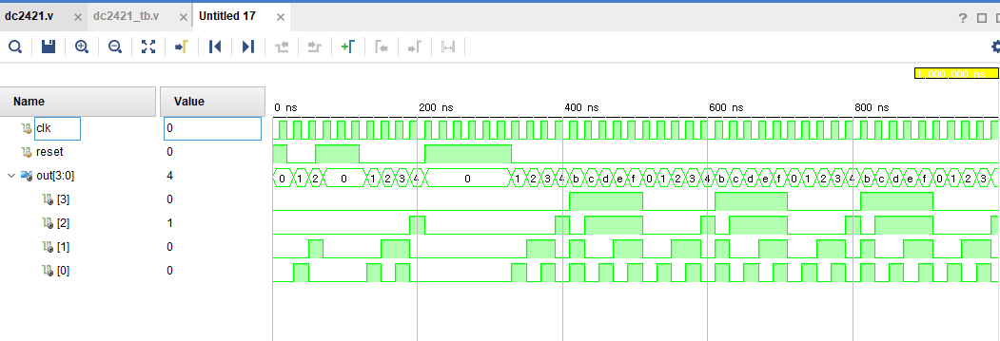 dc2421.v × dc2421_tb.v × Untitled 17 ×
? 
1,000,000 ns
Name Value
0 ns 200 ns 400 ns 600 ns 800 ns
clk 0
reset 0
out[3:0] 4 0 1 2 0 1 2 3 4 0 1 2 3 4 b c d e f 0 1 2 3 4 b c d e f 0 1 2 3 4 b c d e f 0 1 2 3
[3] 0
[2] 1
[1] 0
[0] 0